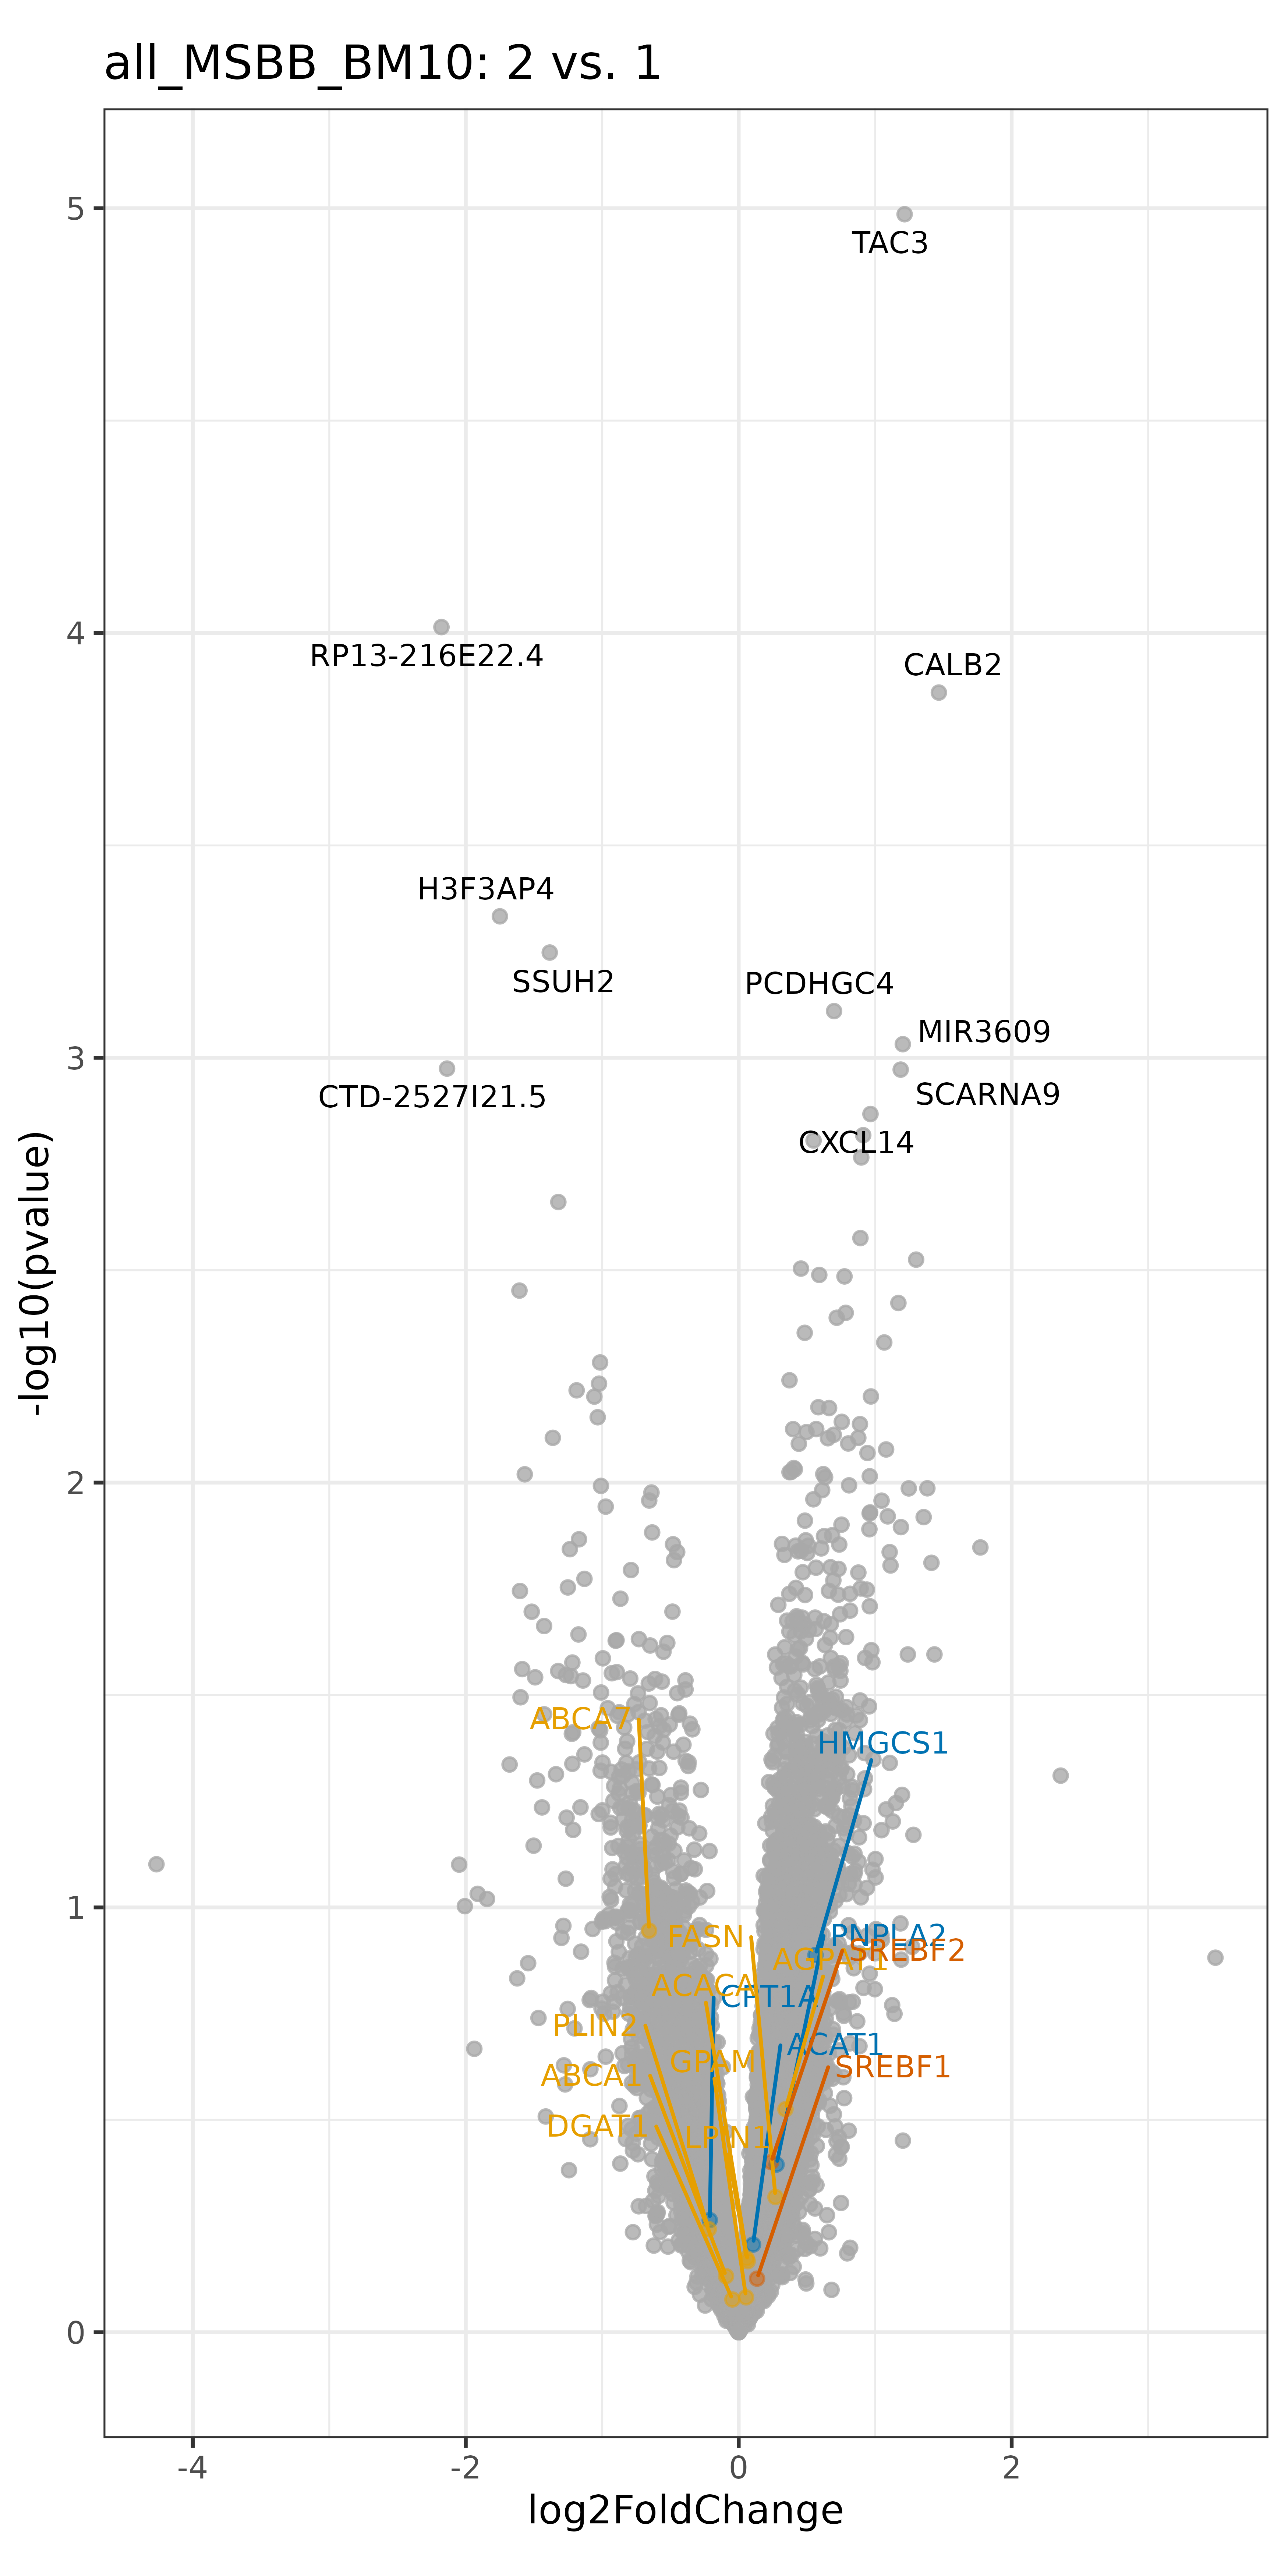 all_MSBB_BM10: 2 vs. 1
5
TAC3
4
RP13-216E22.4
CALB2
H3F3AP4
SSUH2
PCDHGC4
MIR3609
3
CTD-2527I21.5
SCARNA9
CXCL14
-log10(pvalue)
2
ABCA7
HMGCS1
1
FASN
PNPLA2
SREBF2
AGPAT1
ACACA
CPT1A
PLIN2
ACAT1
GPAM
SREBF1
ABCA1
DGAT1
LPIN1
0
-4
-2
0
2
log2FoldChange